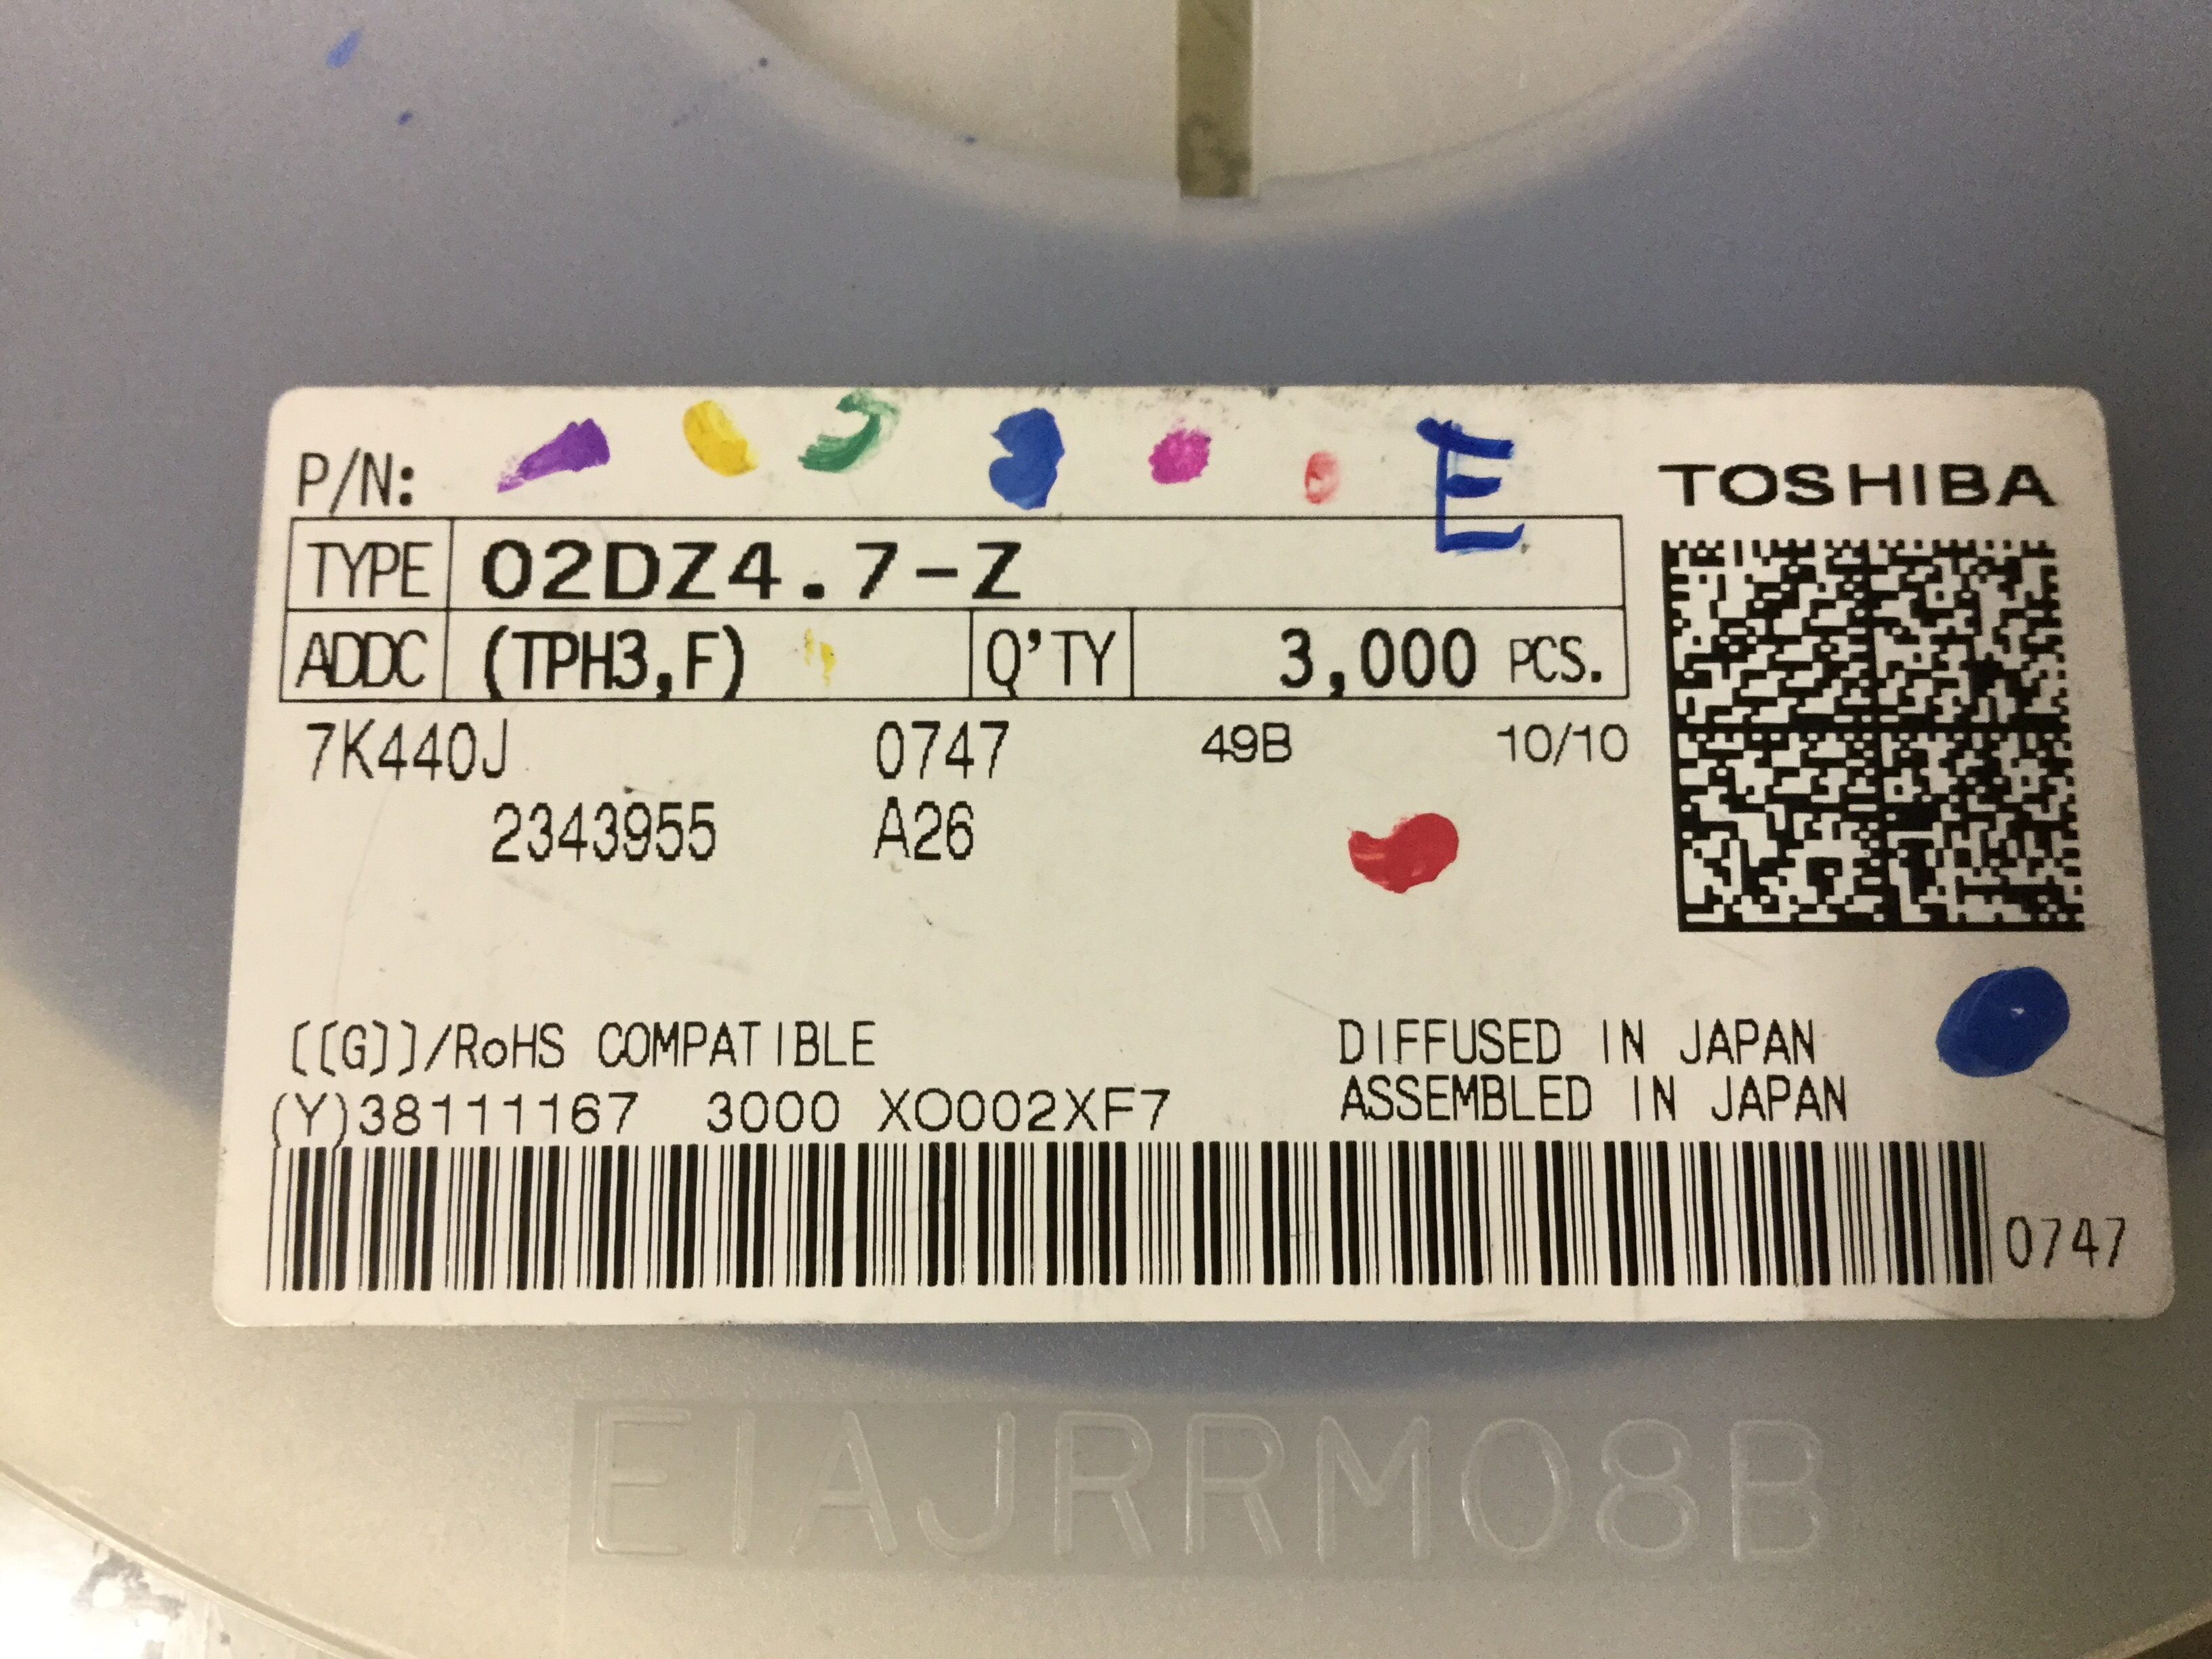 P/N: E TOSHIBA
TYPE 02DZ4.7-Z
ADDC (TPH3,F) Q'TY 3,000 PCS.
7K440J 0747 49B 10/10
2343955 A26
[[G]]/RoHS COMPATIBLE
DIFFUSED IN JAPAN
(Y)38111167 3000 XO002XF7
ASSEMBLED IN JAPAN
0747
EIAJRRM08B